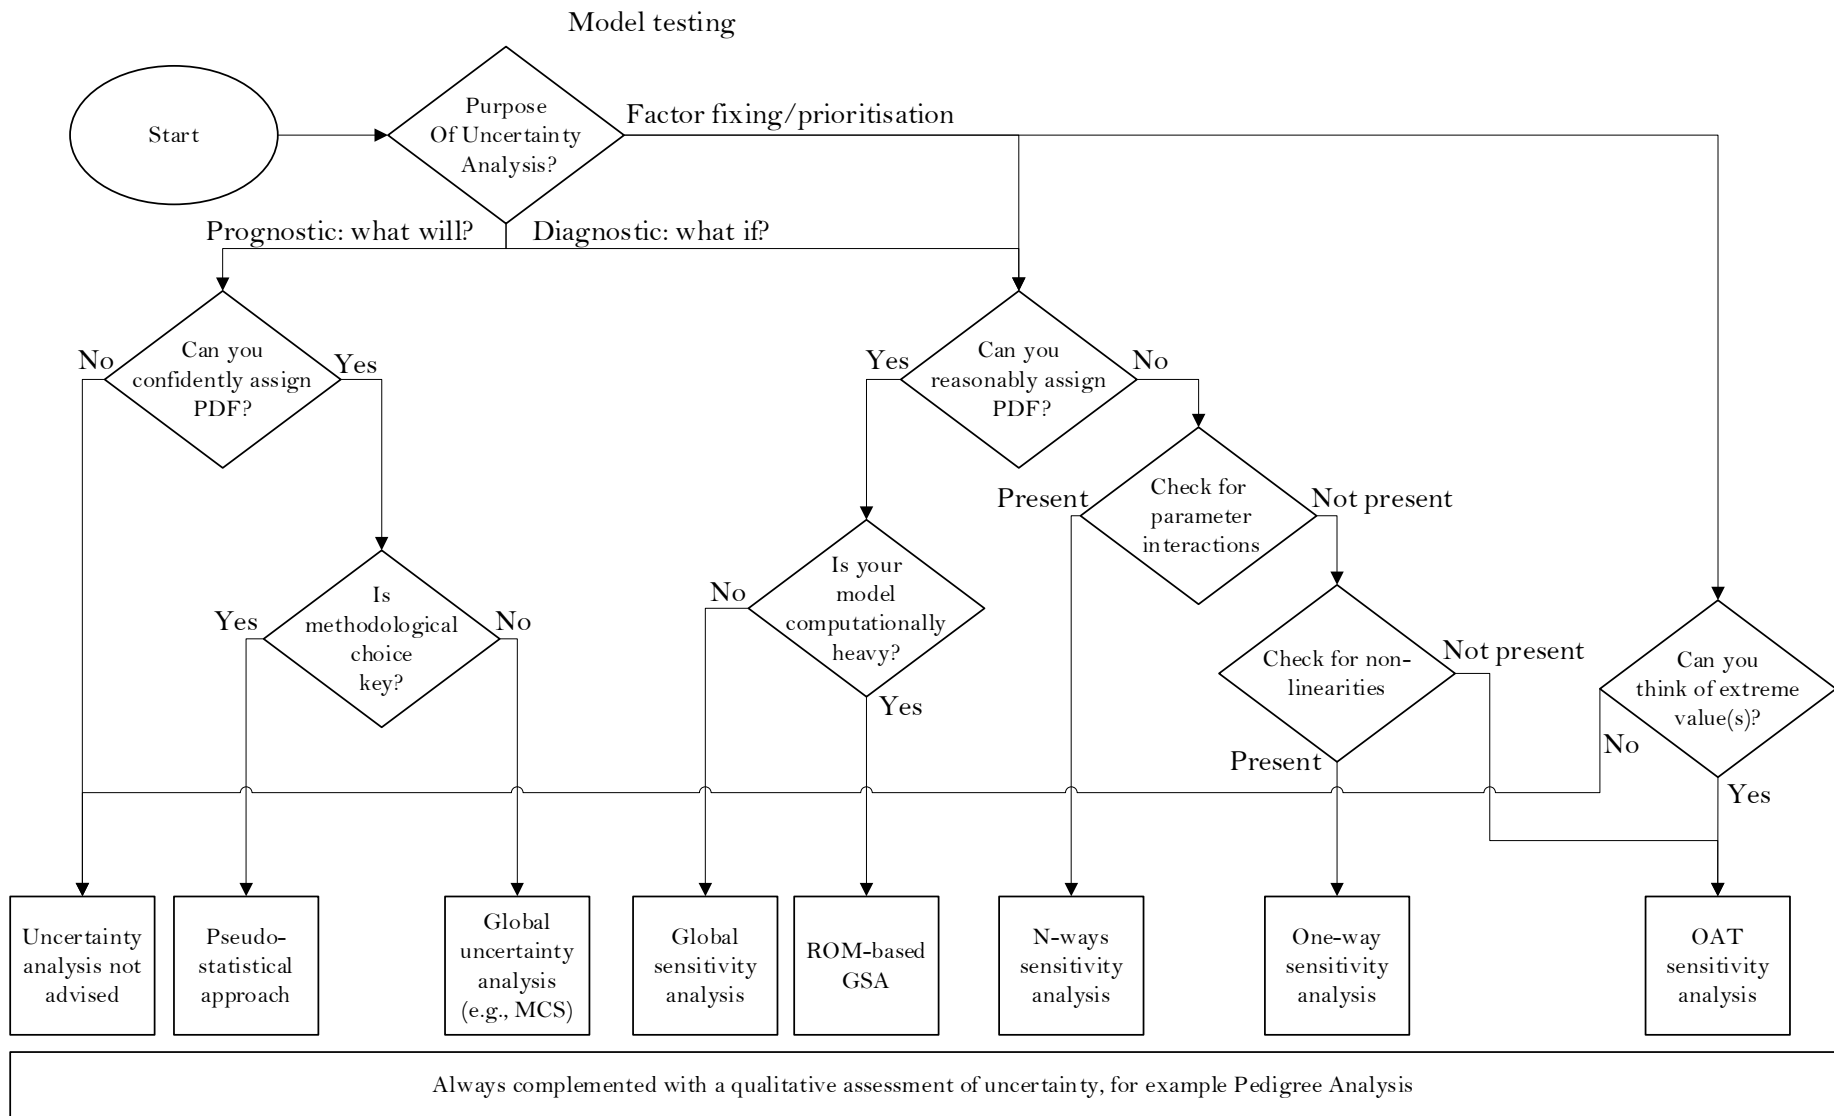 Model testing
Start
Purpose
Of Uncertainty
Analysis?
Factor fixing/prioritisation
Prognostic: what will?
Diagnostic: what if?
No
Can you
confidently assign
PDF?
Yes
Yes
Can you
reasonably assign
PDF?
No
Present
Check for
parameter
interactions
Not present
Yes
Is
methodological
choice
key?
No
No
Is your
model
computationally
heavy?
Yes
Check for non-
linearities
Not present
Present
Can you
think of extreme
value(s)?
No
Yes
Uncertainty
analysis not
advised
Pseudo-
statistical
approach
Global
uncertainty
analysis
(e.g., MCS)
Global
sensitivity
analysis
ROM-based
GSA
N-ways
sensitivity
analysis
One-way
sensitivity
analysis
OAT
sensitivity
analysis
Always complemented with a qualitative assessment of uncertainty, for example Pedigree Analysis